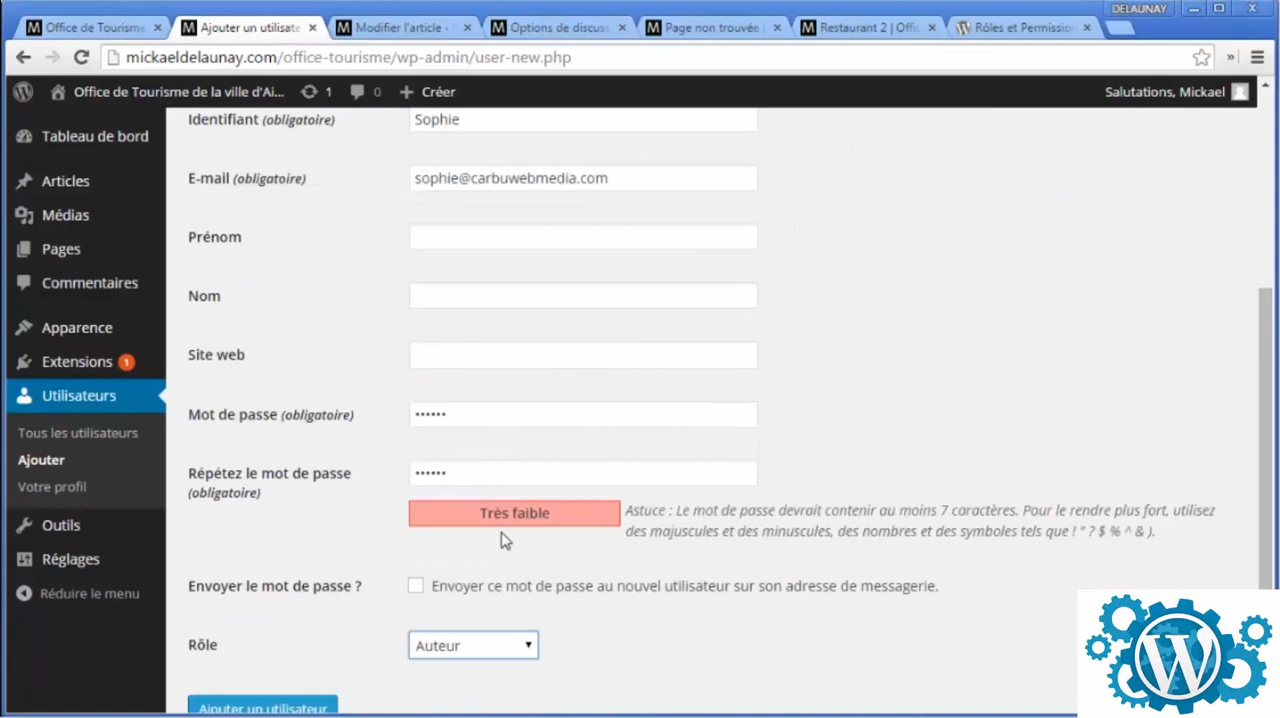 DELAUNAY
Office de Tourisme
Ajouter un utilisate
Modifier l'article
Options de discuss
Page non trouvée
Restaurant 2 | Offi
Rôles et Permissio
mickaeldelaunay.com/office-tourisme/wp-admin/user-new.php
Office de Tourisme de la ville d'Ai... 1 0 Créer
Salutations, Mickael
Tableau de bord
Articles
Médias
Pages
Commentaires
Apparence
Extensions 1
Utilisateurs
Tous les utilisateurs
Ajouter
Votre profil
Outils
Réglages
Réduire le menu
Identifiant (obligatoire) Sophie
E-mail (obligatoire) sophie@carbuwebmedia.com
Prénom
Nom
Site web
Mot de passe (obligatoire) ••••••
Répétez le mot de passe ••••••
(obligatoire)
Très faible
Astuce : Le mot de passe devrait contenir au moins 7 caractères. Pour le rendre plus fort, utilisez
des majuscules et des minuscules, des nombres et des symboles tels que ! " ? $ % ^ & ).
Envoyer le mot de passe ? Envoyer ce mot de passe au nouvel utilisateur sur son adresse de messagerie.
Rôle Auteur
Ajouter un utilisateur